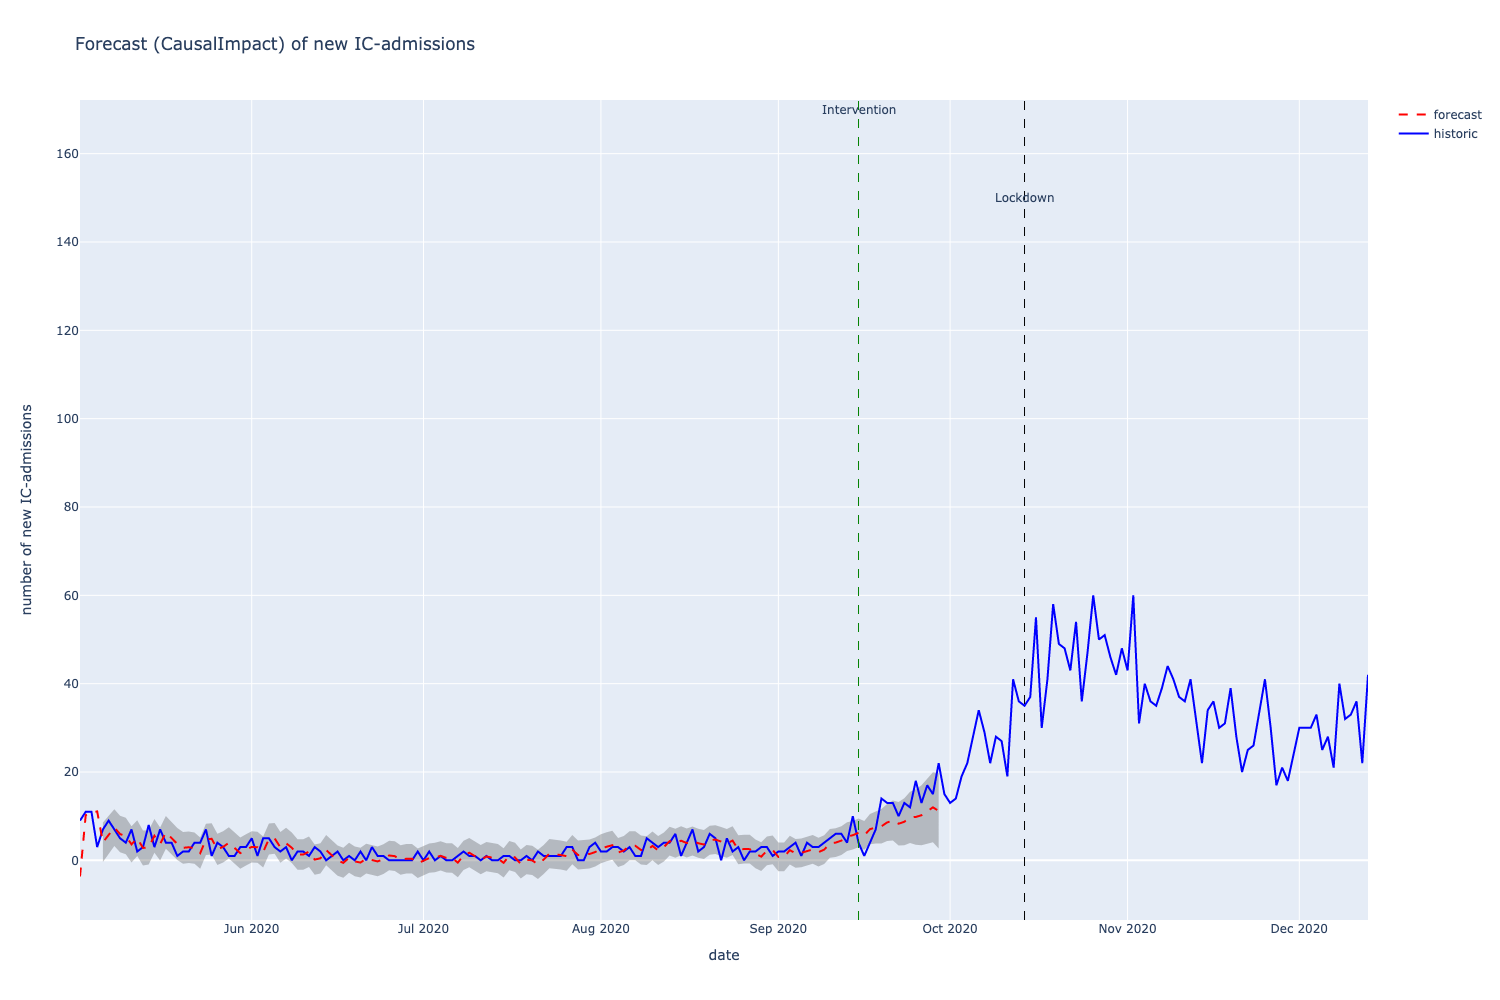 Forecast (CausalImpact) of new IC-admissions
Intervention
Lockdown
forecast
historic
160
140
120
100
80
60
40
20
0
number of new IC-admissions
Jun 2020
Jul 2020
Aug 2020
Sep 2020
Oct 2020
Nov 2020
Dec 2020
date